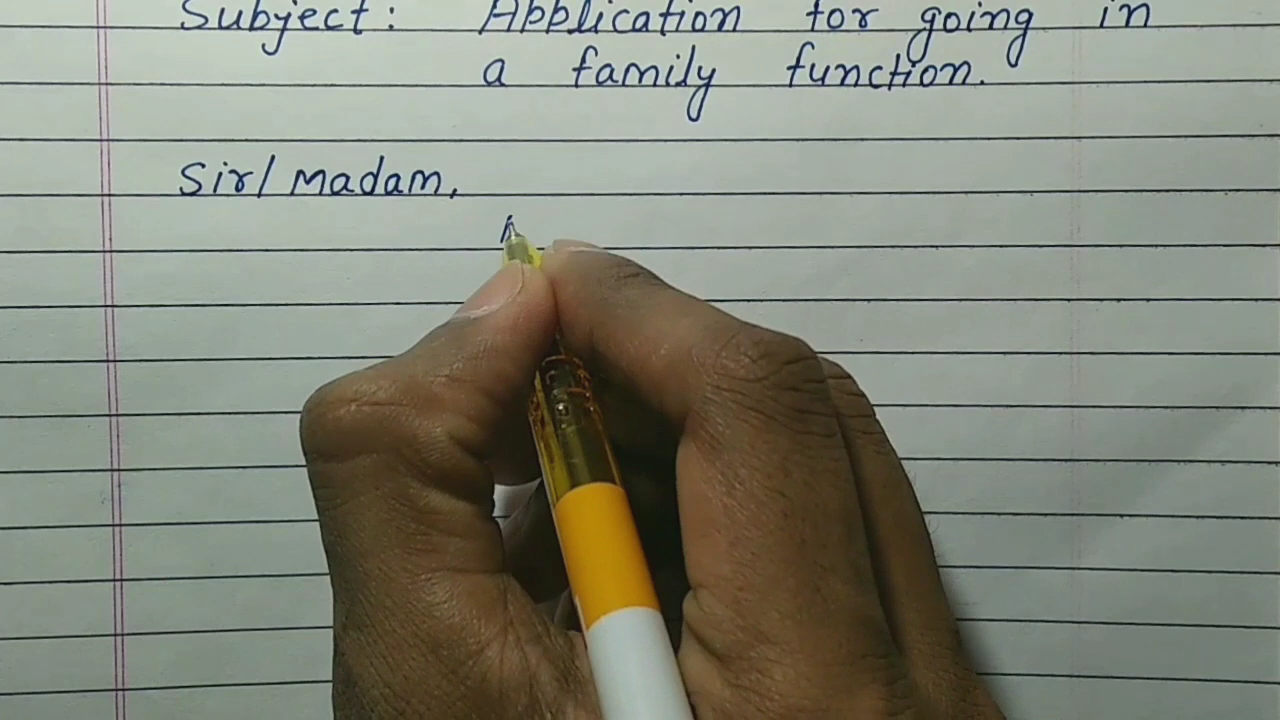 Subject: Application for going in
a family function.
Sir/Madam,